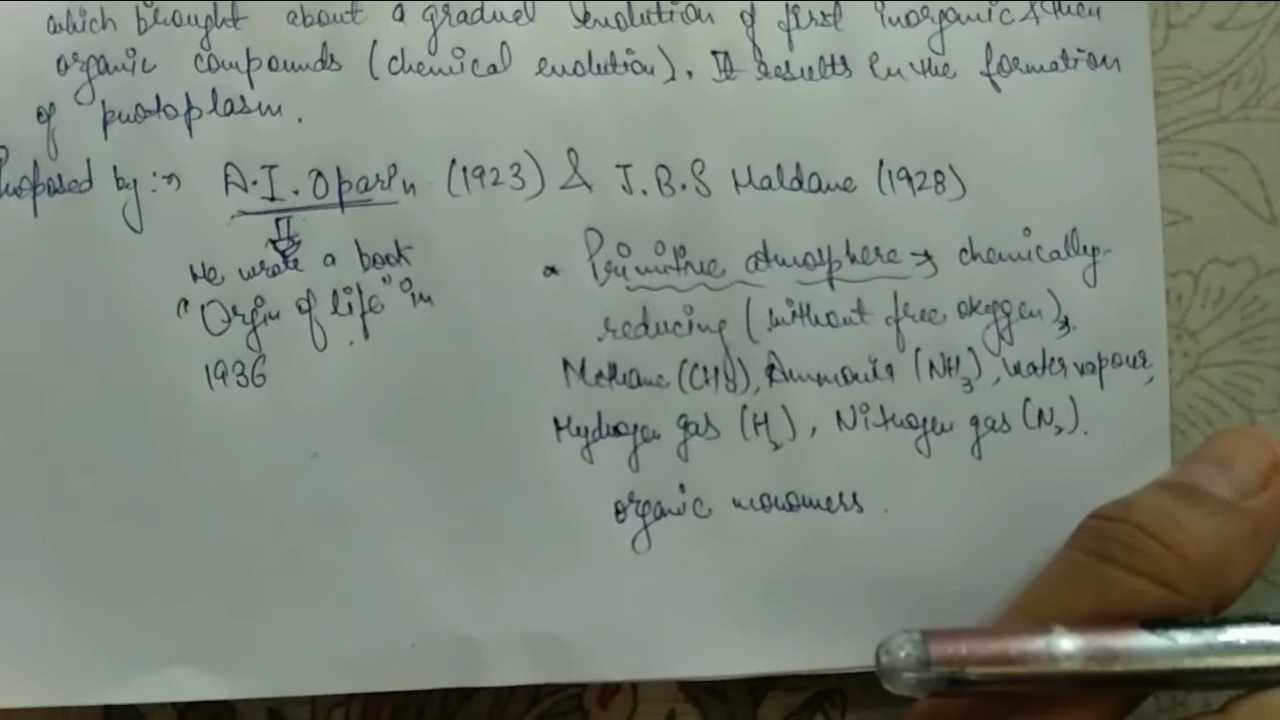 which brought about a gradual evolution of first inorganic & then
organic compounds (chemical evolution). It results in the formation
of protoplasm.
Proposed by:→ A.I. Oparin (1923) & J.B.S Haldane (1928)
He wrote a book
"Orgin of life" in
1936
Primitive atmosphere → chemically-
reducing (without free oxygen),
Methane (CH4), Ammonia (NH3), water vapour,
Hydrogen gas (H2), Nitrogen gas (N2).
organic monomers.